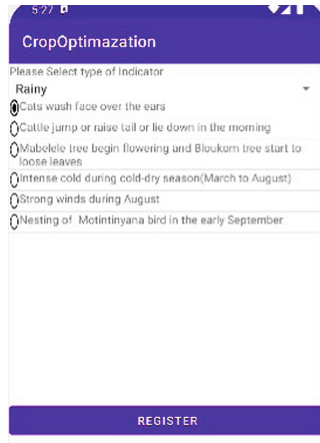 5:27
CropOptimazation
Please Select type of Indicator
Rainy
Cats wash face over the ears
Cattle jump or raise tail or lie down in the morning
Mabelele tree begin flowering and Bloukom tree start to
loose leaves
Intense cold during cold-dry season(March to August)
Strong winds during August
Nesting of Motintinyana bird in the early September
REGISTER